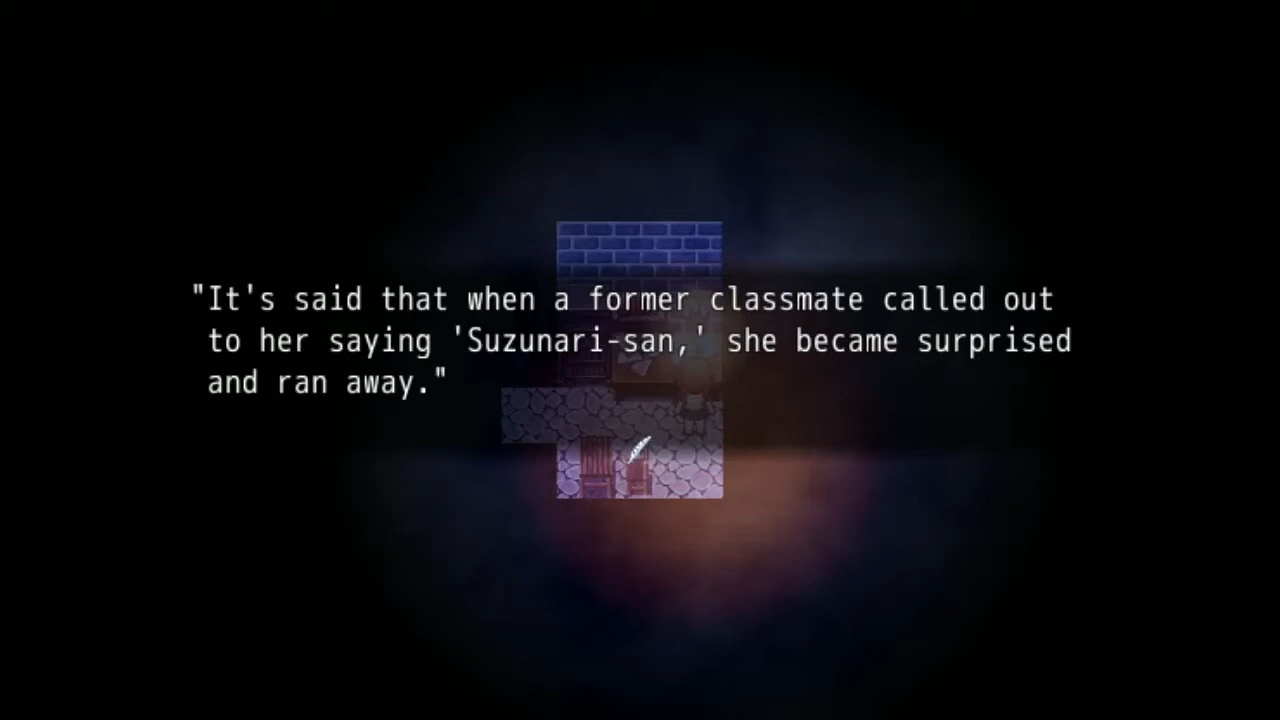 "It's said that when a former classmate called out
to her saying 'Suzunari-san,' she became surprised
and ran away."